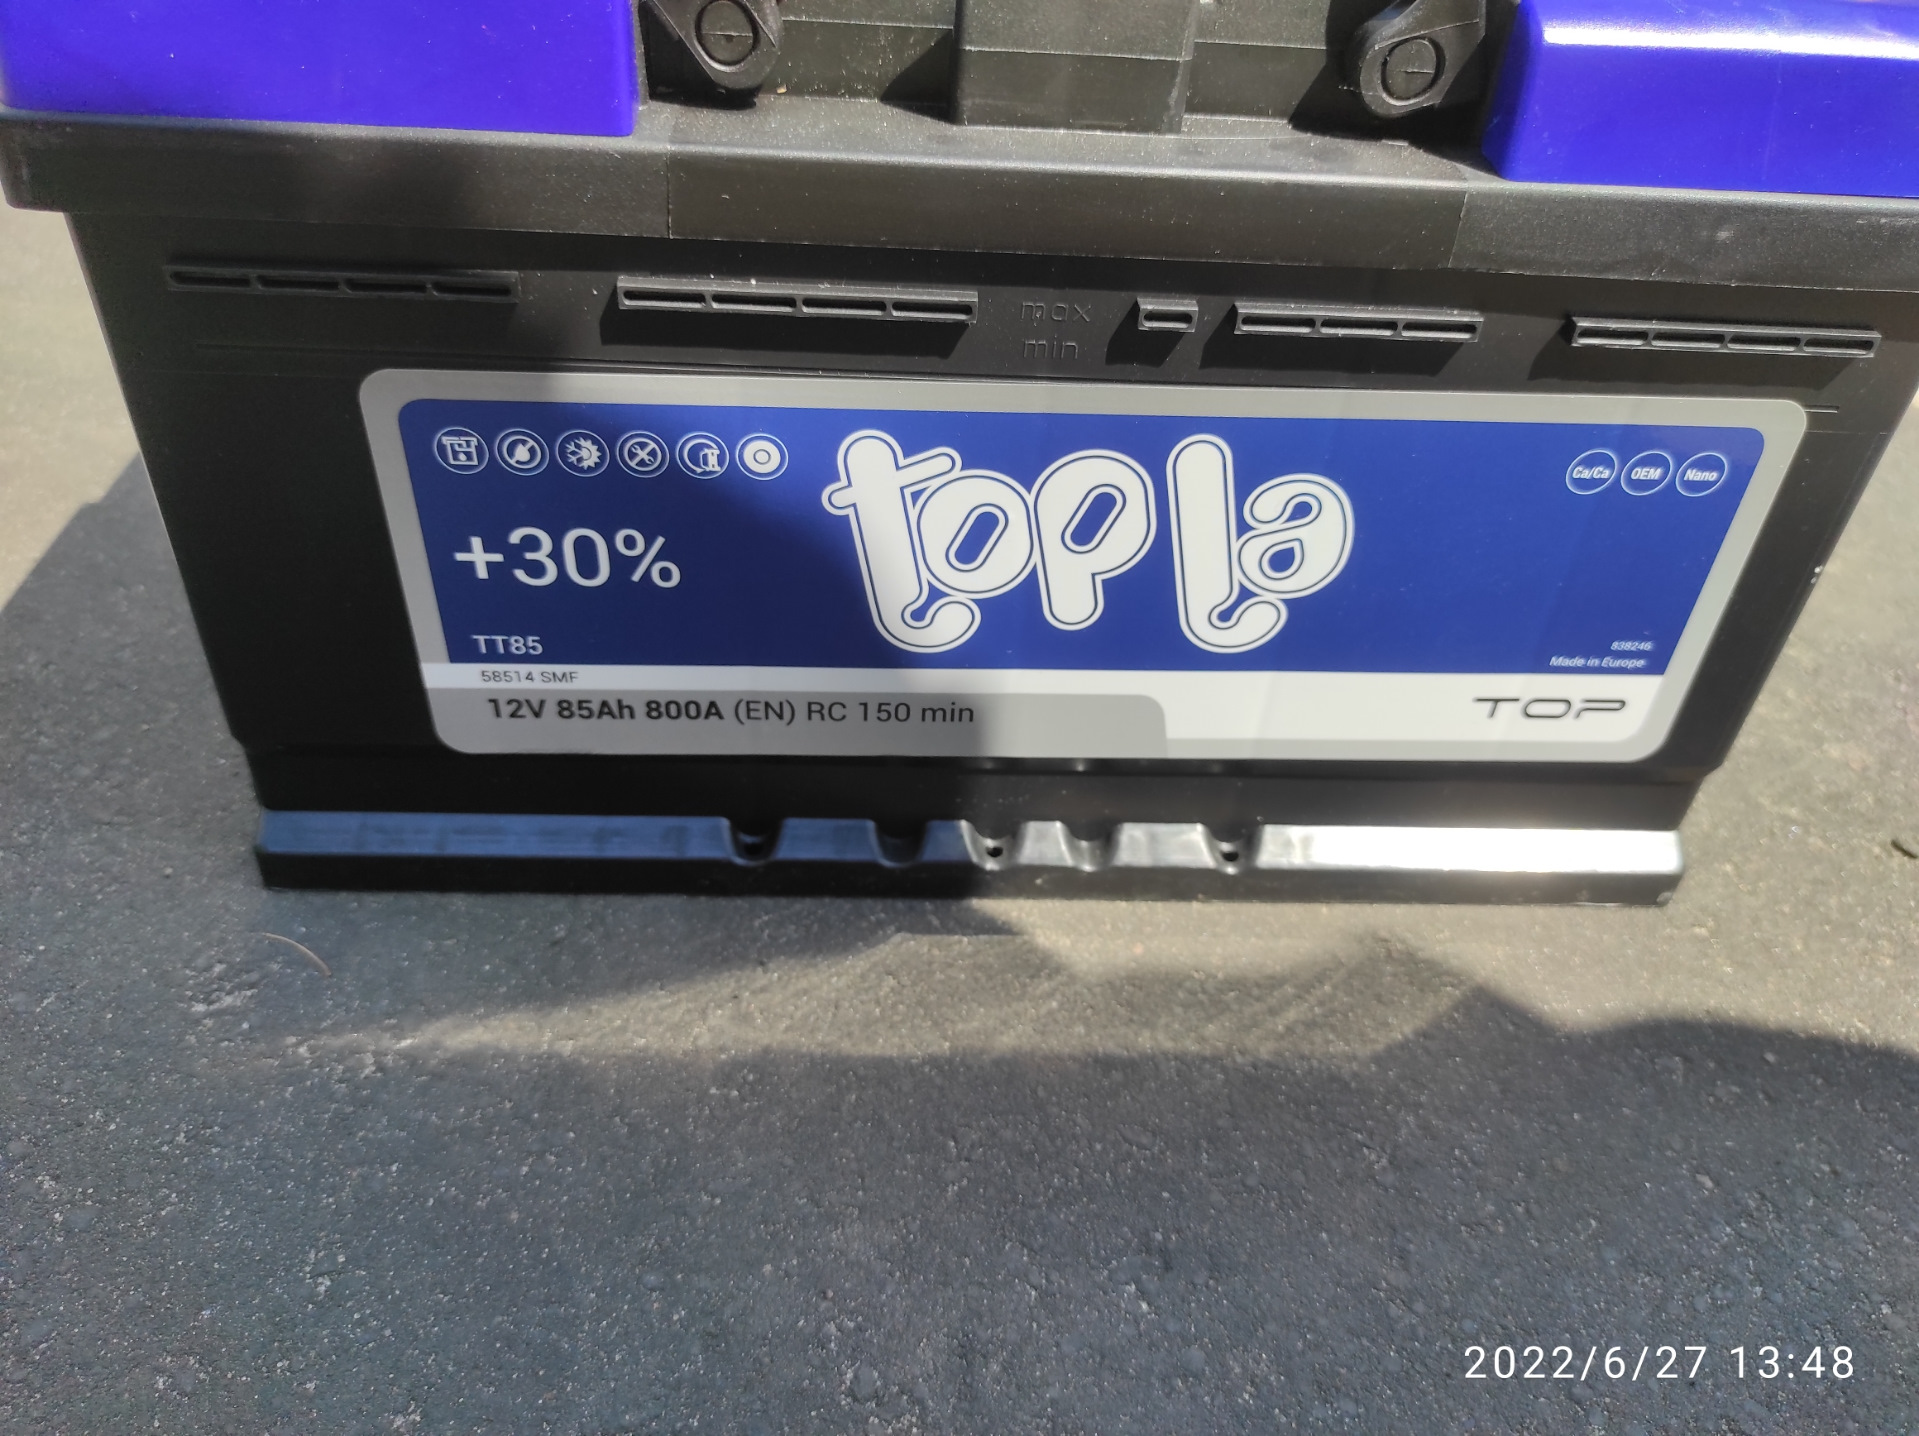 max
min
+30%
topla
Ca/Ca OEM Nano
TT85
838246
Made in Europe
58514 SMF
12V 85Ah 800A (EN) RC 150 min
TOP
2022/6/27 13:48